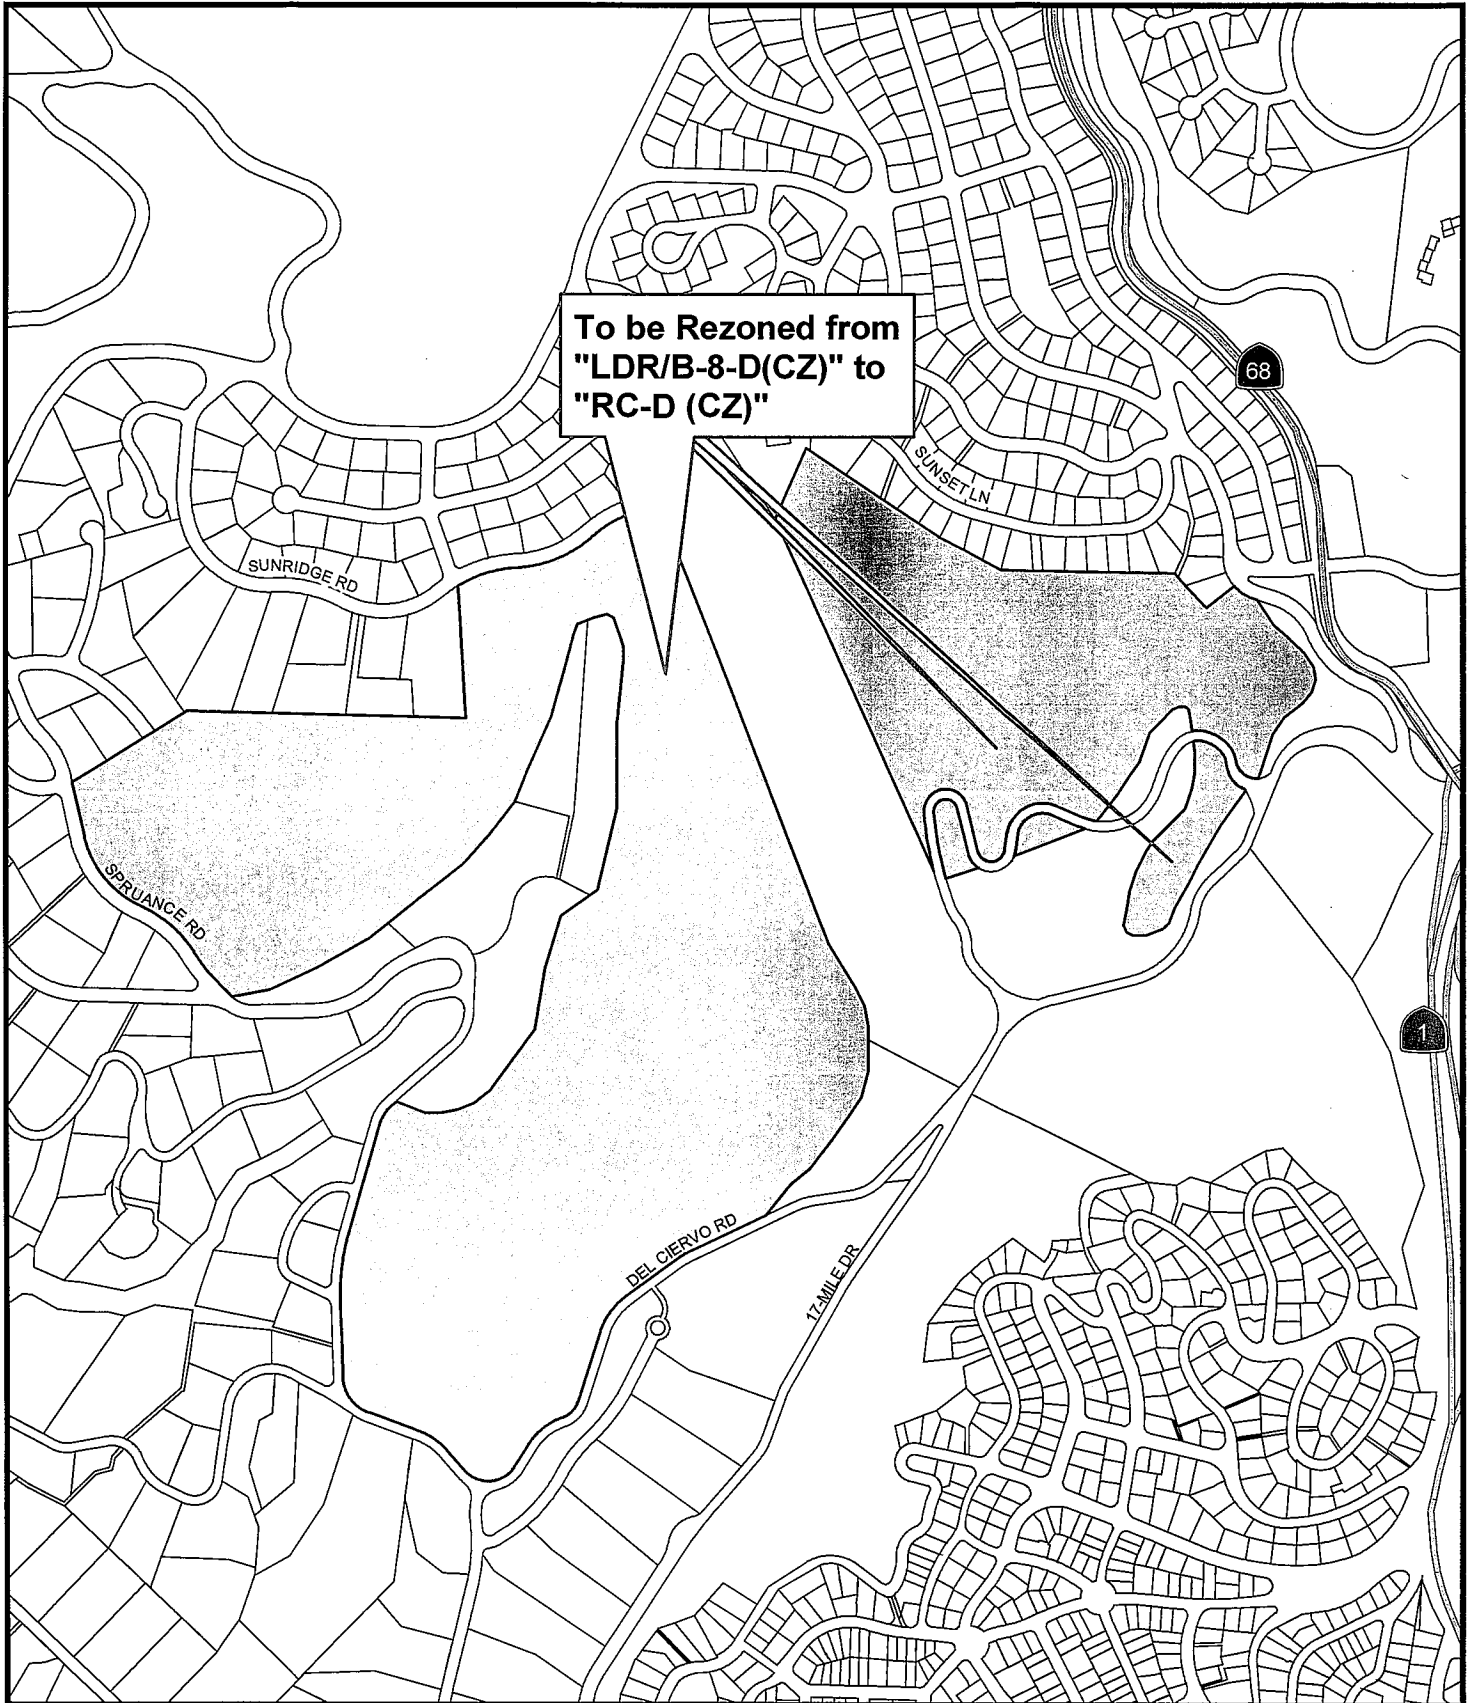 To be Rezoned from
"LDR/B-8-D(CZ)" to
"RC-D (CZ)"
68
SUNSET LN
SUNRIDGE RD
SPRUANCE RD
1
DEL CIERVO RD
17-MILE DR